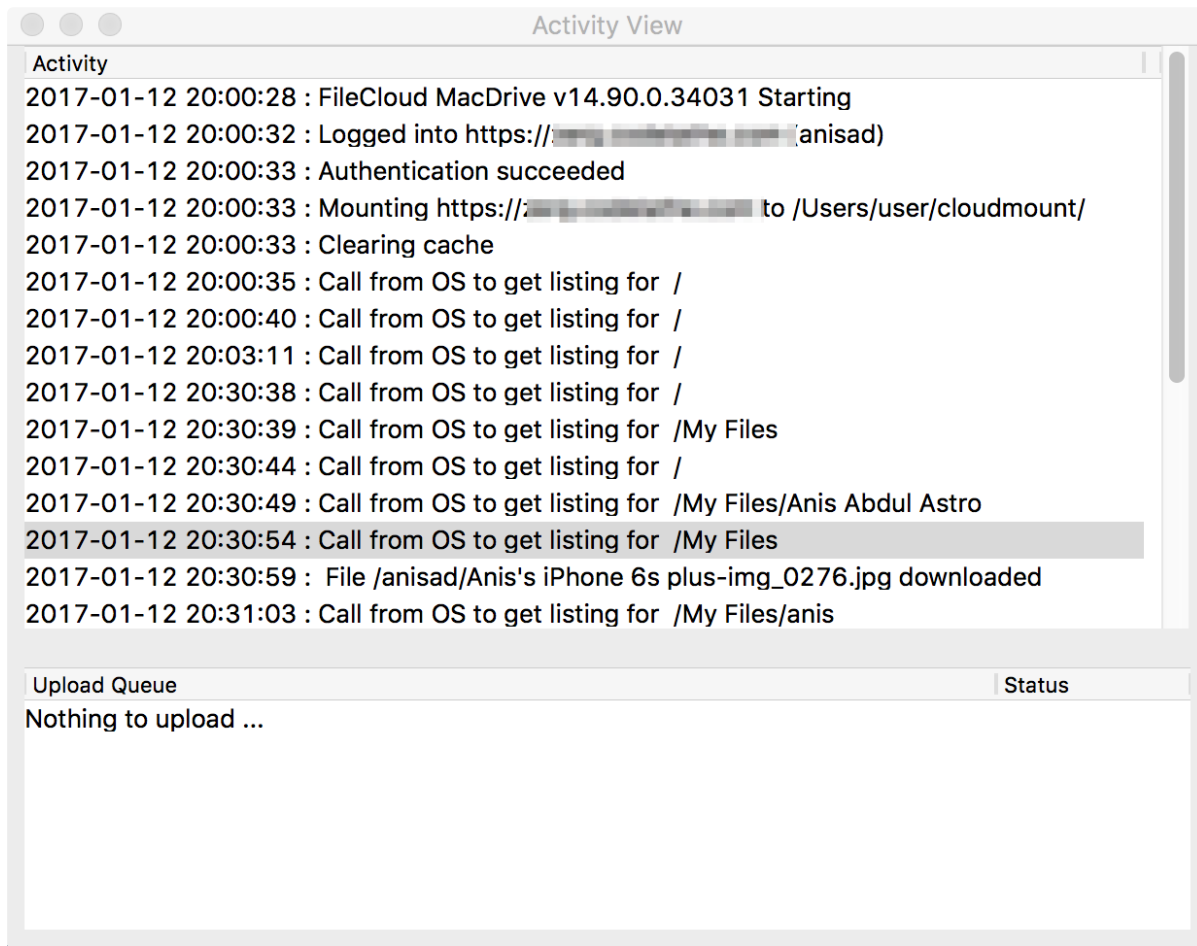 Activity View
Activity
2017-01-12 20:00:28 : FileCloud MacDrive v14.90.0.34031 Starting
2017-01-12 20:00:32 : Logged into https:// (anisad)
2017-01-12 20:00:33 : Authentication succeeded
2017-01-12 20:00:33 : Mounting https:// to /Users/user/cloudmount/
2017-01-12 20:00:33 : Clearing cache
2017-01-12 20:00:35 : Call from OS to get listing for  /
2017-01-12 20:00:40 : Call from OS to get listing for  /
2017-01-12 20:03:11 : Call from OS to get listing for  /
2017-01-12 20:30:38 : Call from OS to get listing for  /
2017-01-12 20:30:39 : Call from OS to get listing for  /My Files
2017-01-12 20:30:44 : Call from OS to get listing for  /
2017-01-12 20:30:49 : Call from OS to get listing for  /My Files/Anis Abdul Astro
2017-01-12 20:30:54 : Call from OS to get listing for  /My Files
2017-01-12 20:30:59 :  File /anisad/Anis's iPhone 6s plus-img_0276.jpg downloaded
2017-01-12 20:31:03 : Call from OS to get listing for  /My Files/anis
Upload Queue Status
Nothing to upload ...